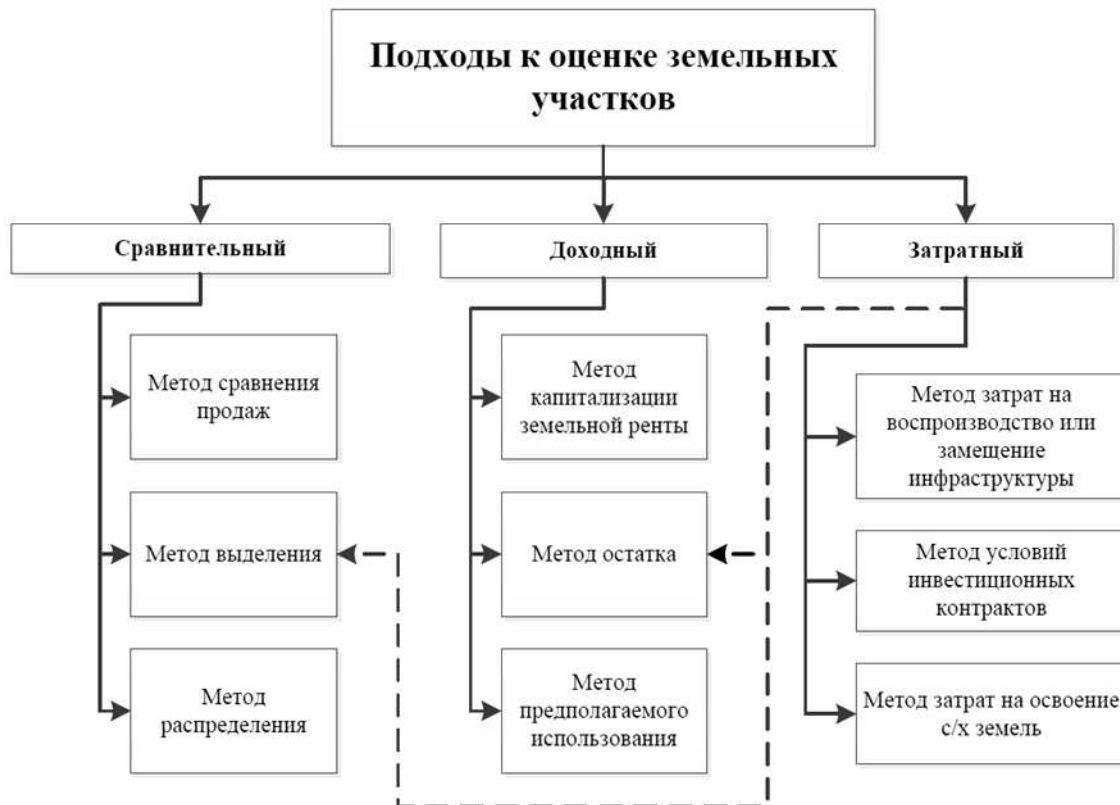 Подходы к оценке земельных
участков
Сравнительный
Доходный
Затратный
Метод сравнения
продаж
Метод выделения
Метод
распределения
Метод
капитализации
земельной ренты
Метод остатка
Метод
предполагаемого
использования
Метод затрат на
воспроизводство или
замещение
инфраструктуры
Метод условий
инвестиционных
контрактов
Метод затрат на освоение
с/х земель